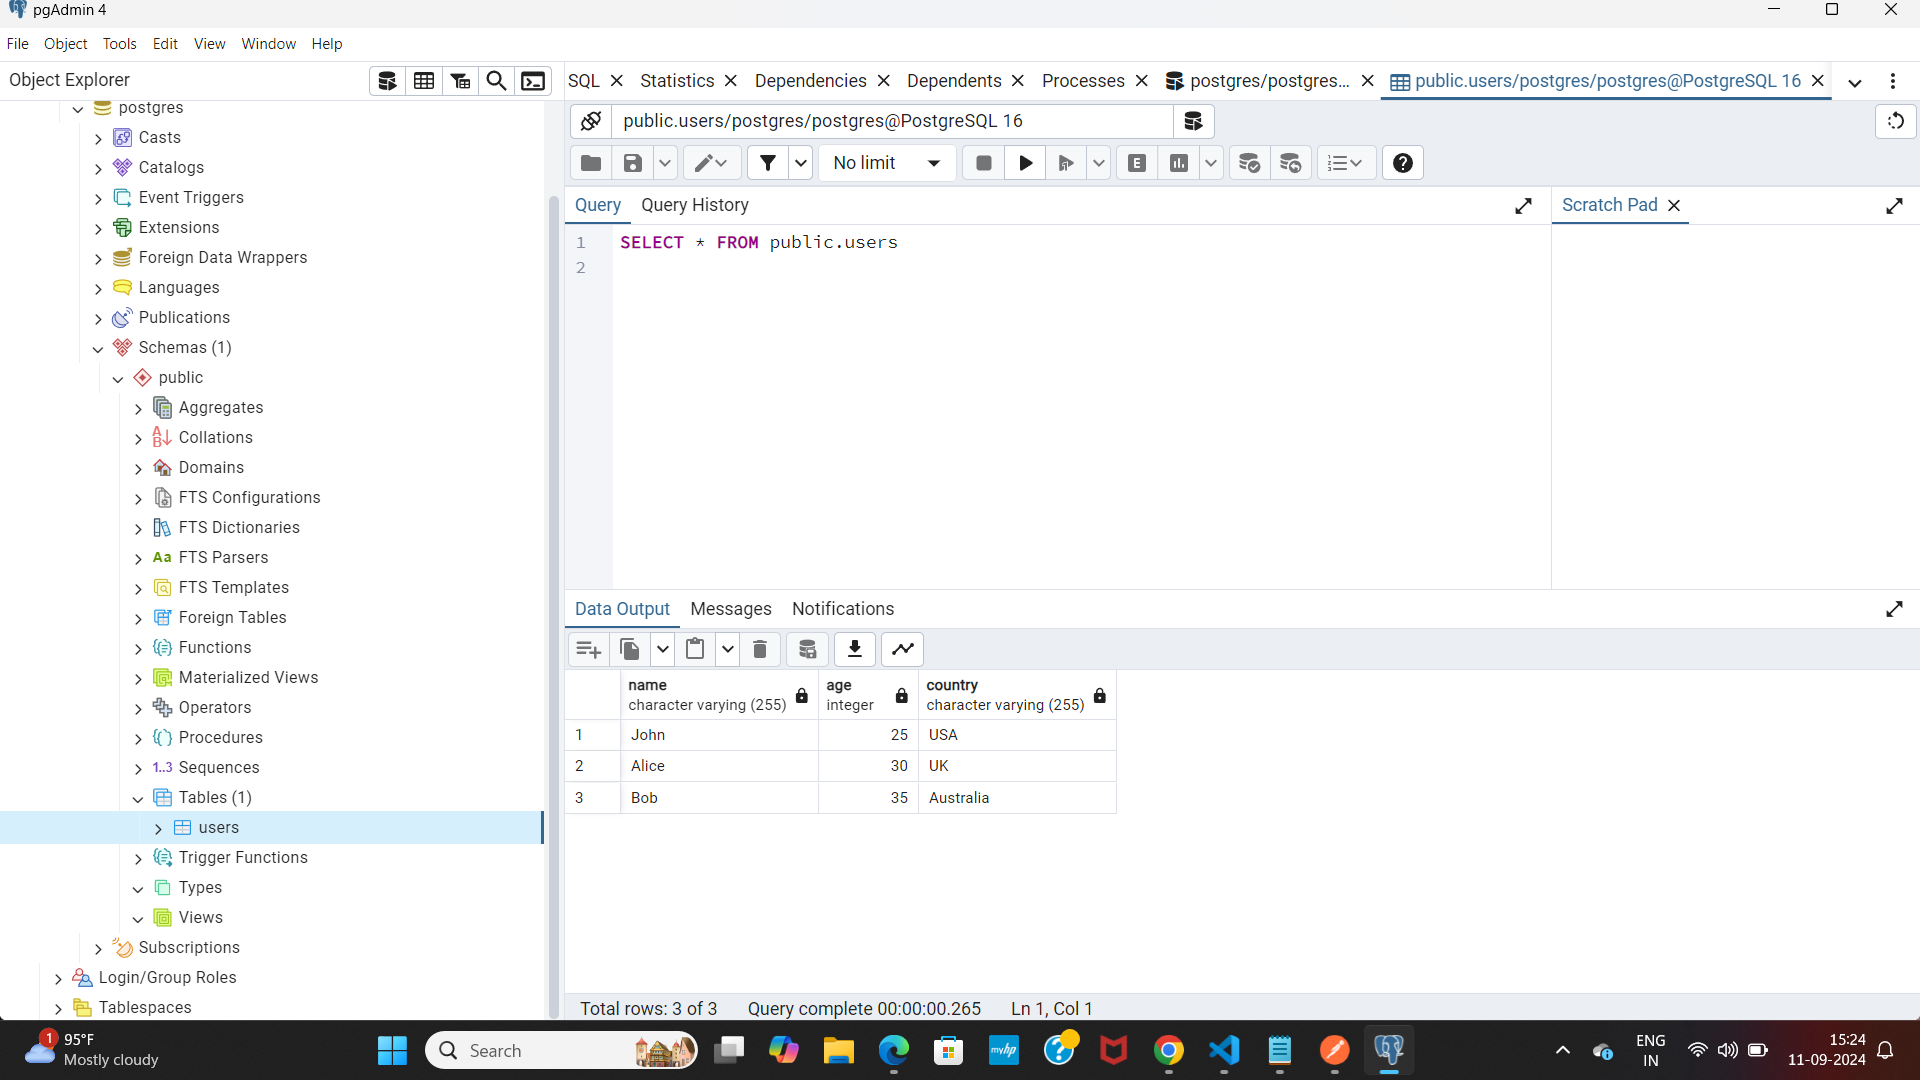 pgAdmin 4
File Object Tools Edit View Window Help
Object Explorer
SQL Statistics Dependencies Dependents Processes postgres/postgres... public.users/postgres/postgres@PostgreSQL 16
postgres
Casts
Catalogs
Event Triggers
Extensions
Foreign Data Wrappers
Languages
Publications
Schemas (1)
public
Aggregates
Collations
Domains
FTS Configurations
FTS Dictionaries
Aa FTS Parsers
FTS Templates
Foreign Tables
Functions
Materialized Views
Operators
Procedures
1..3 Sequences
Tables (1)
users
Trigger Functions
Types
Views
Subscriptions
Login/Group Roles
Tablespaces
public.users/postgres/postgres@PostgreSQL 16
No limit
E
Query Query History
Scratch Pad
1 SELECT * FROM public.users
2
Data Output Messages Notifications
name age country
character varying (255) integer character varying (255)
1 John 25 USA
2 Alice 30 UK
3 Bob 35 Australia
Total rows: 3 of 3 Query complete 00:00:00.265 Ln 1, Col 1
1 95°F
Mostly cloudy
Search
myhp
ENG
IN
15:24
11-09-2024